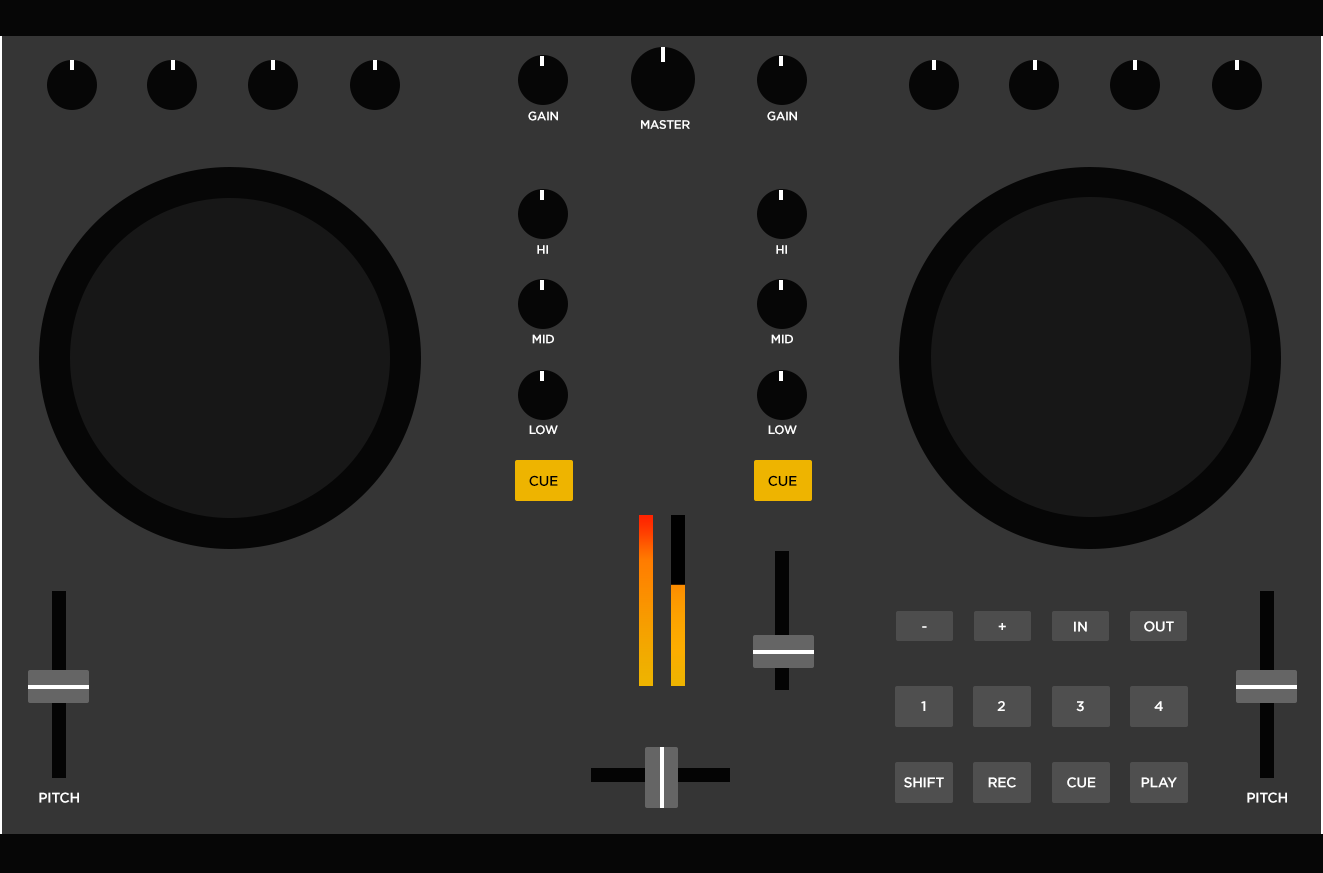 GAIN
MASTER
GAIN
HI
HI
MID
MID
LOW
LOW
CUE
CUE
- + IN OUT
1 2 3 4
SHIFT REC CUE PLAY
PITCH
PITCH